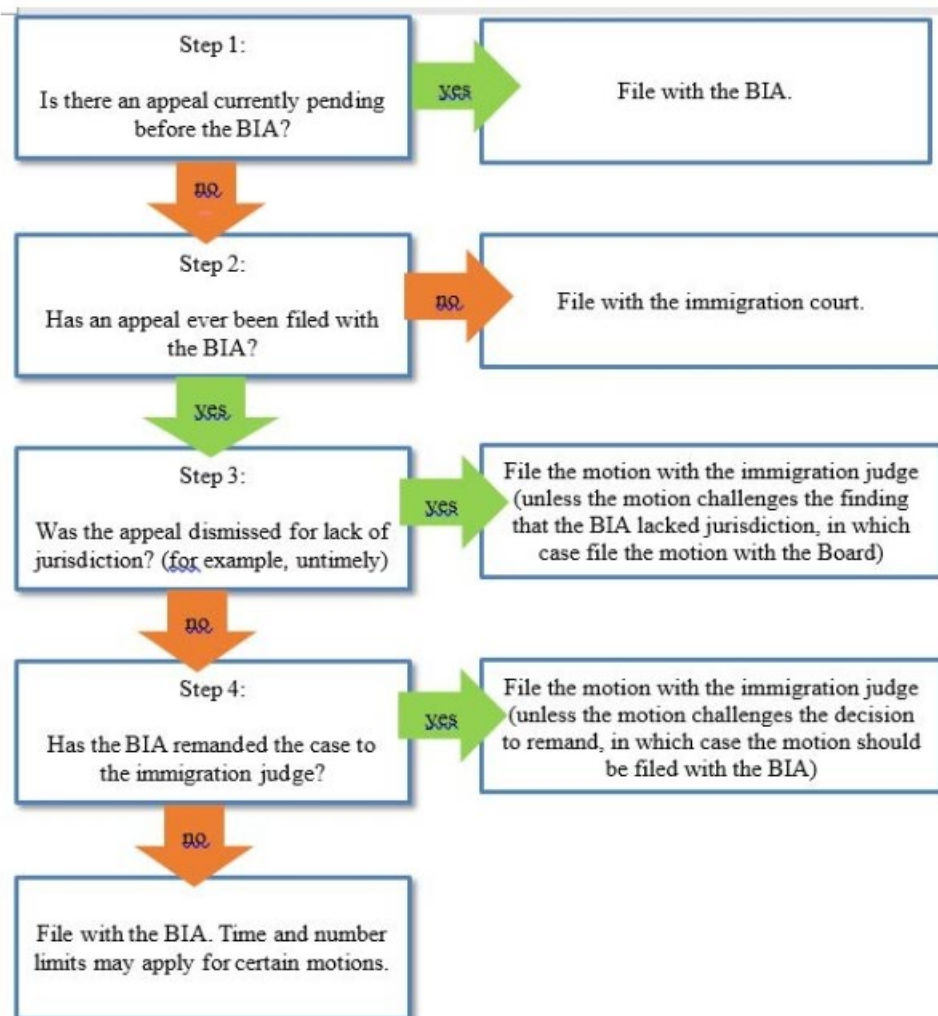 Step 1:
Is there an appeal currently pending
before the BIA?
yes
File with the BIA.
no
Step 2:
Has an appeal ever been filed with
the BIA?
no
File with the immigration court.
yes
Step 3:
Was the appeal dismissed for lack of
jurisdiction? (for example, untimely)
yes
File the motion with the immigration judge
(unless the motion challenges the finding
that the BIA lacked jurisdiction, in which
case file the motion with the Board)
no
Step 4:
Has the BIA remanded the case to
the immigration judge?
yes
File the motion with the immigration judge
(unless the motion challenges the decision
to remand, in which case the motion should
be filed with the BIA)
no
File with the BIA. Time and number
limits may apply for certain motions.